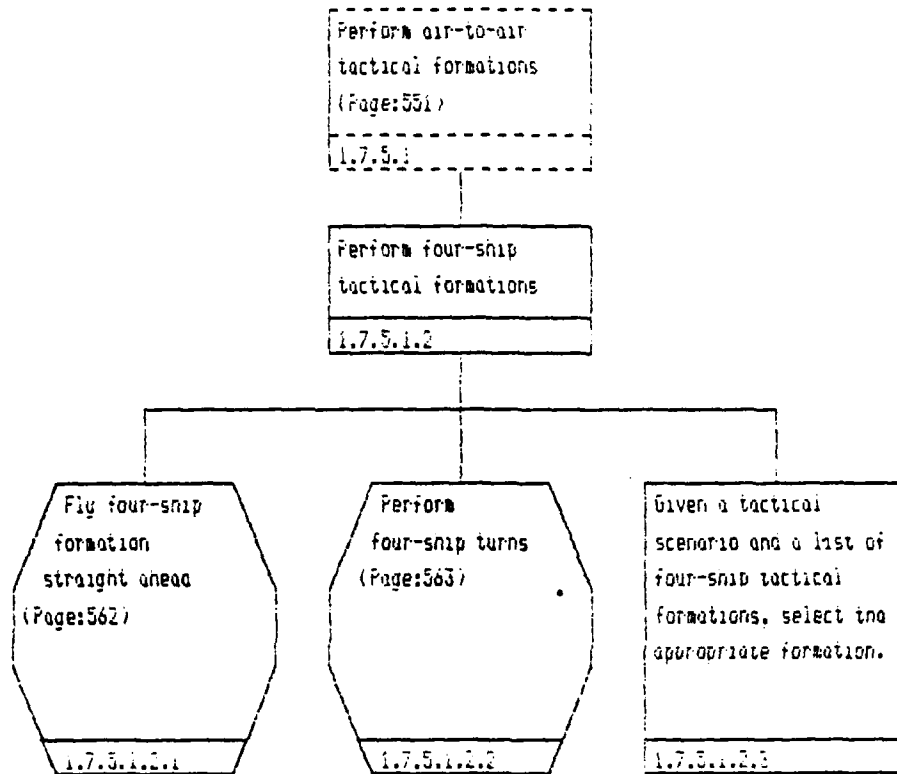 Perform air-to-air
tactical formations
(Page:551)
1.7.5.1
Perform four-ship
tactical formations
1.7.5.1.2
Fly four-ship
formation
straight ahead
(Page:562)
1.7.5.1.2.1
Perform
four-ship turns
(Page:563)
1.7.5.1.2.2
Given a tactical
scenario and a list of
four-ship tactical
formations, select the
appropriate formation.
1.7.5.1.2.3